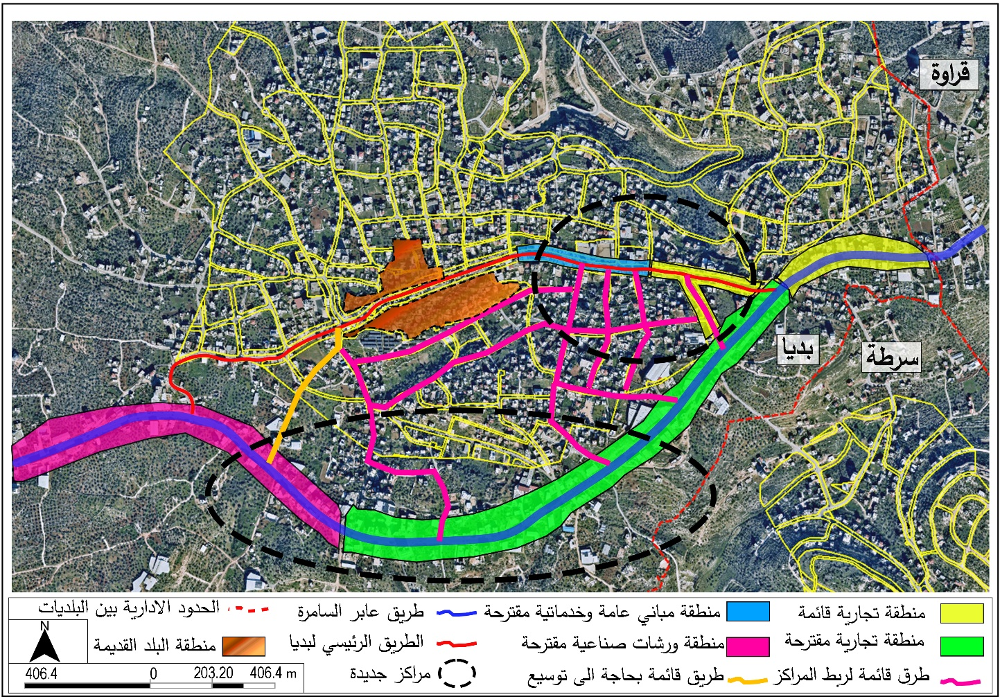 قراوة
بديا
سرطة
منطقة تجارية قائمة
منطقة مباني عامة وخدماتية مقترحة
طريق عابر السامرة
الحدود الادارية بين البلديات
منطقة تجارية مقترحة
منطقة ورشات صناعية مقترحة
الطريق الرئيسي لبديا
منطقة البلد القديمة
طرق قائمة لربط المراكز
طريق قائمة بحاجة الى توسيع
مراكز جديدة
N
406.4 0 203.20 406.4 m